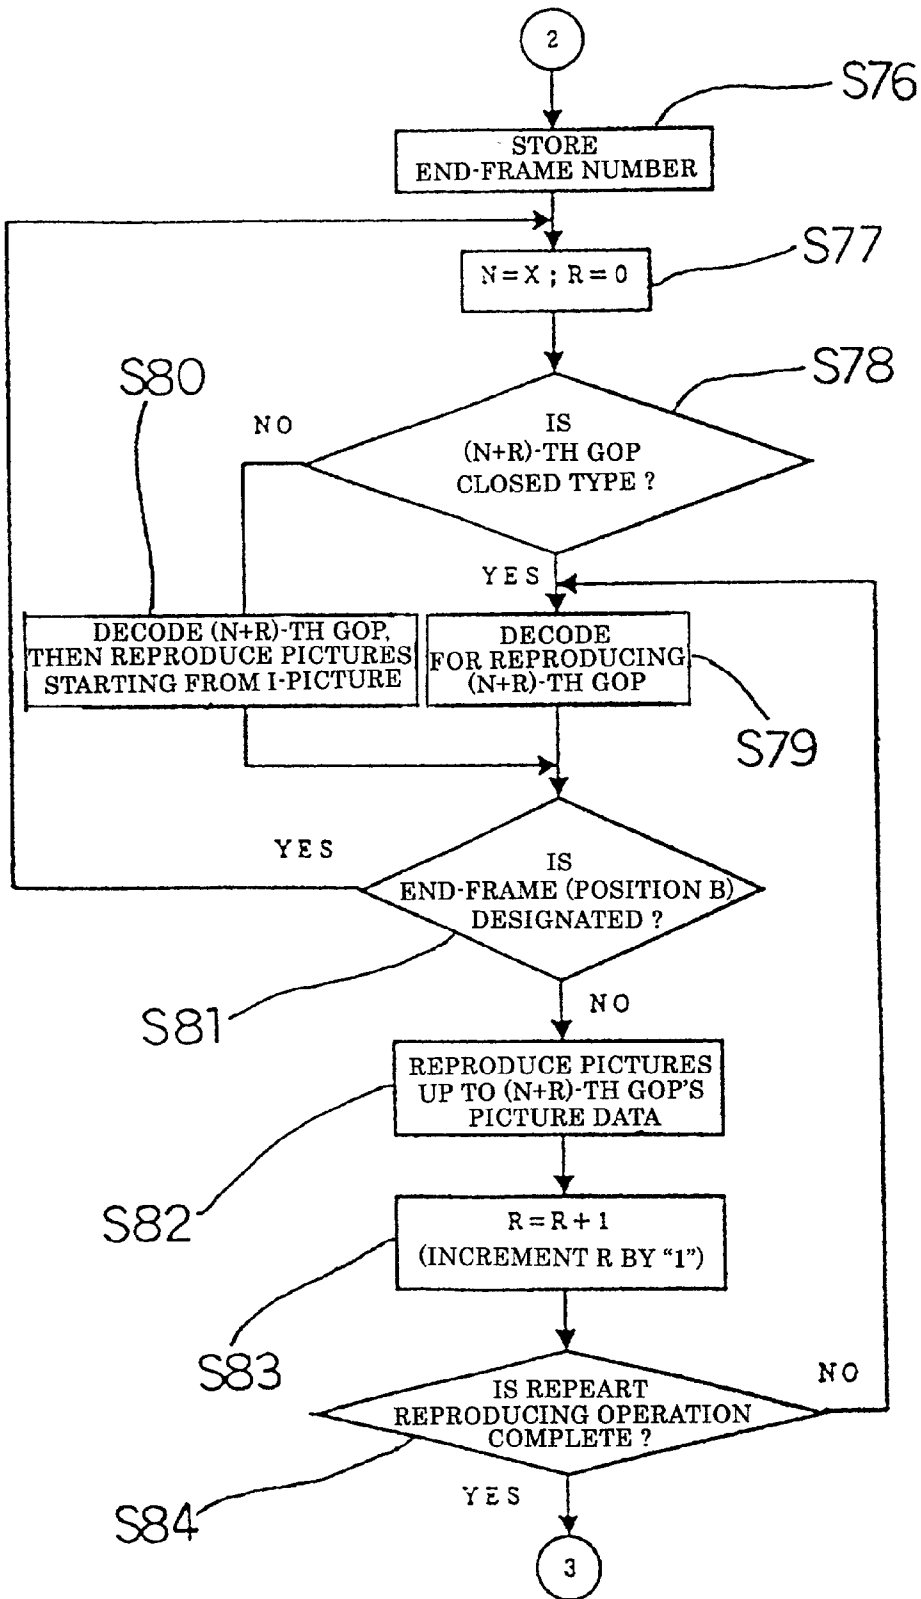 2
S76
STORE
END-FRAME NUMBER
S77
N=X ; R=0
S80
S78
NO
IS
(N+R)-TH GOP
CLOSED TYPE ?
YES
DECODE (N+R)-TH GOP,
THEN REPRODUCE PICTURES
STARTING FROM I-PICTURE
DECODE
FOR REPRODUCING
(N+R)-TH GOP
S79
YES
IS
END-FRAME (POSITION B)
DESIGNATED ?
S81
NO
REPRODUCE PICTURES
UP TO (N+R)-TH GOP'S
PICTURE DATA
S82
R=R+1
(INCREMENT R BY “1”)
S83
NO
IS REPEART
REPRODUCING OPERATION
COMPLETE ?
YES
S84
3